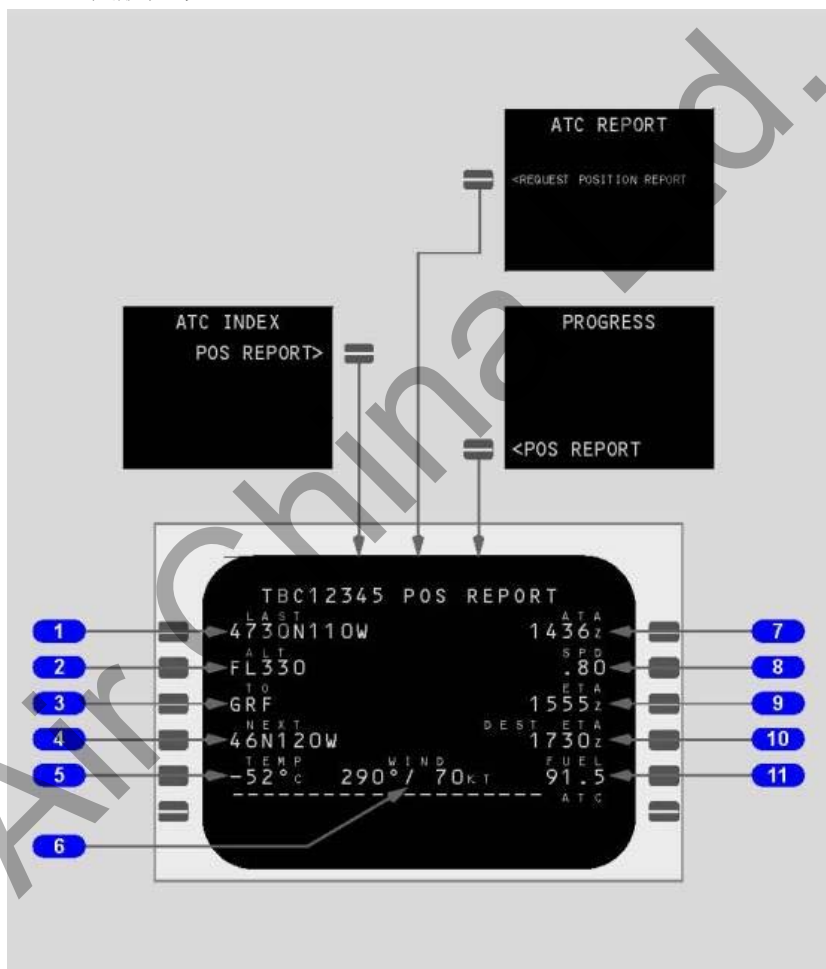 ATC REPORT
<REQUEST POSITION REPORT
ATC INDEX
POS REPORT>
PROGRESS
<POS REPORT
TBC12345 POS REPORT
LAST ATA
4730N110W 1436z
ALT SPD
FL330 .80
TO ETA
GRF 1555z
NEXT DEST ETA
46N120W 1730z
TEMP WIND FUEL
-52°C 290°/ 70KT 91.5
------------------ ATC
1
2
3
4
5
6
7
8
9
10
11
Air China Ltd.